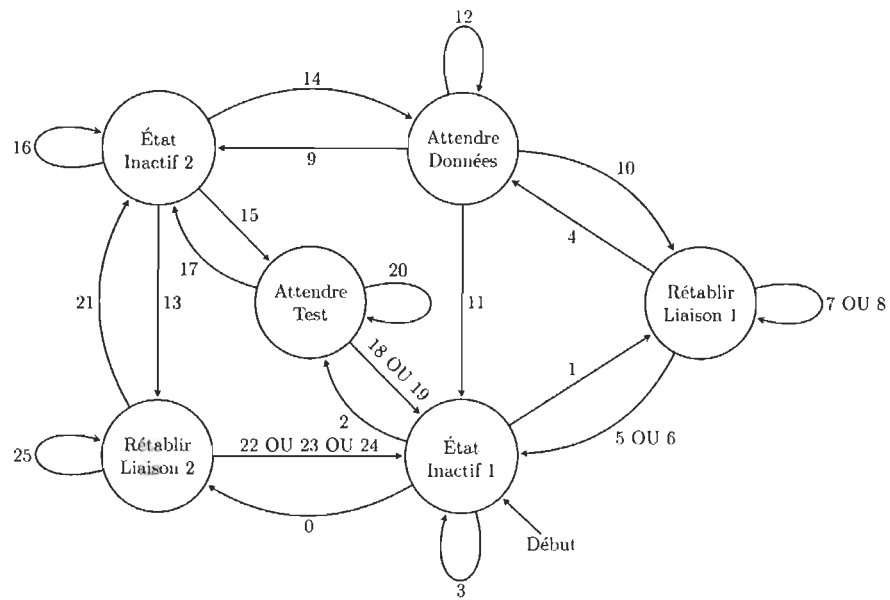 12
14
16
État
Inactif 2
Attendre
Données
9
10
15
4
17
20
21
13
Attendre
Test
11
Rétablir
Liaison 1
7 OU 8
18 OU 19
1
2
5 OU 6
25
Rétablir
Liaison 2
22 OU 23 OU 24
État
Inactif 1
0
Début
3